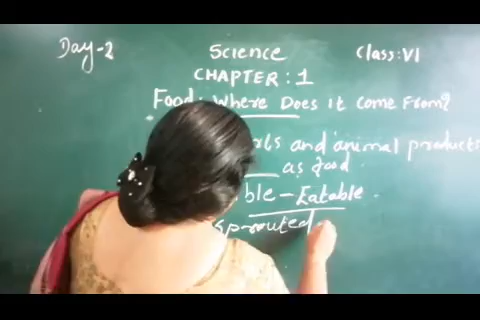 Day-2 Science Class:VI
CHAPTER : 1
Food: Where Does it Come From?
and animal products
as food
ble - Eatable
sprouted